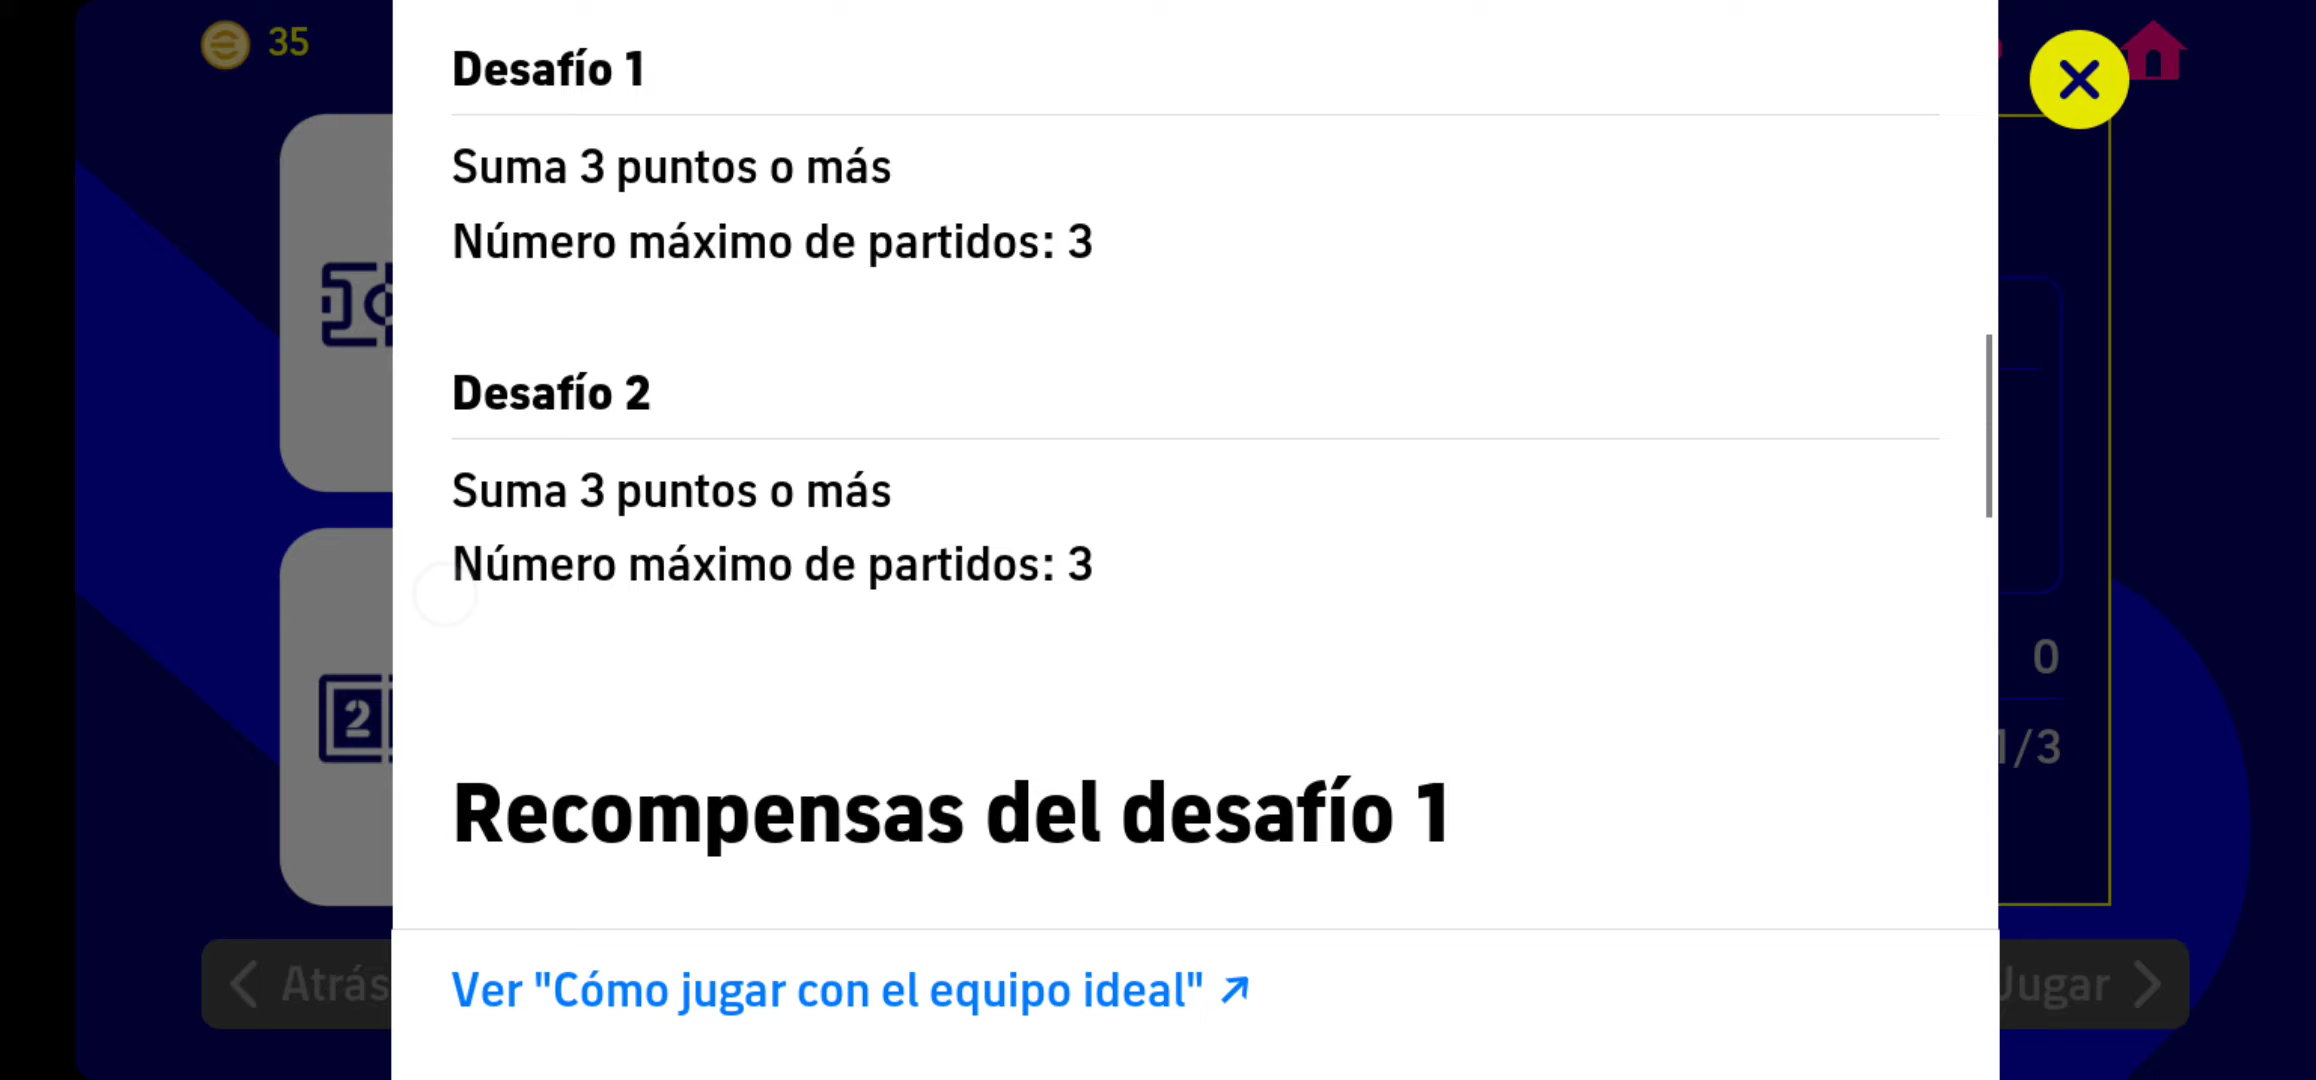 35
Desafío 1
Suma 3 puntos o más
Número máximo de partidos: 3
Desafío 2
Suma 3 puntos o más
Número máximo de partidos: 3
2
0
1/3
Recompensas del desafío 1
Atrás
Ver "Cómo jugar con el equipo ideal" ↗
Jugar